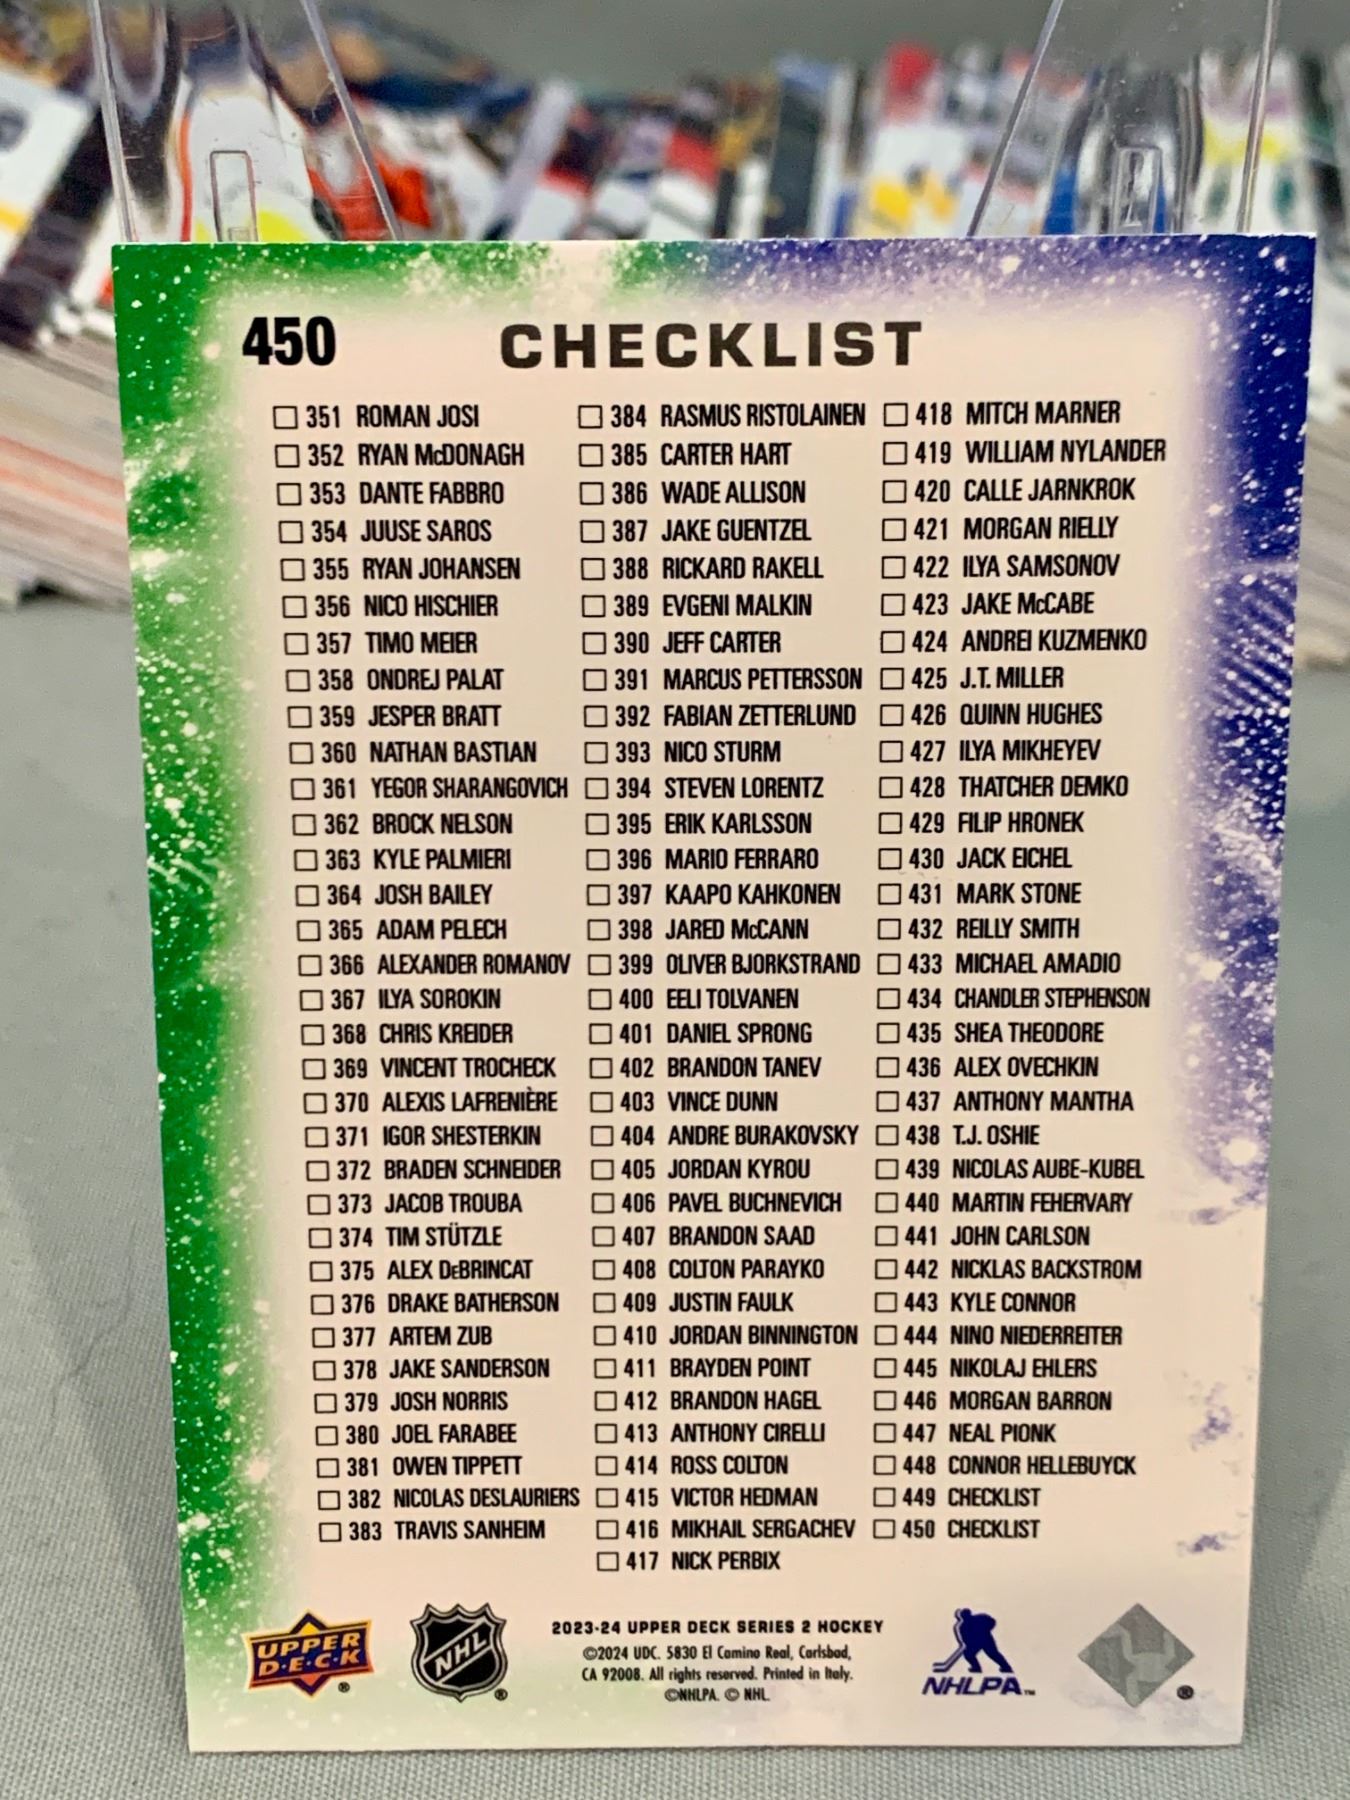 450 CHECKLIST
351 ROMAN JOSI
352 RYAN McDONAGH
353 DANTE FABBRO
354 JUUSE SAROS
355 RYAN JOHANSEN
356 NICO HISCHIER
357 TIMO MEIER
358 ONDREJ PALAT
359 JESPER BRATT
360 NATHAN BASTIAN
361 YEGOR SHARANGOVICH
362 BROCK NELSON
363 KYLE PALMIERI
364 JOSH BAILEY
365 ADAM PELECH
366 ALEXANDER ROMANOV
367 ILYA SOROKIN
368 CHRIS KREIDER
369 VINCENT TROCHECK
370 ALEXIS LAFRENIÈRE
371 IGOR SHESTERKIN
372 BRADEN SCHNEIDER
373 JACOB TROUBA
374 TIM STÜTZLE
375 ALEX DeBRINCAT
376 DRAKE BATHERSON
377 ARTEM ZUB
378 JAKE SANDERSON
379 JOSH NORRIS
380 JOEL FARABEE
381 OWEN TIPPETT
382 NICOLAS DESLAURIERS
383 TRAVIS SANHEIM
384 RASMUS RISTOLAINEN
385 CARTER HART
386 WADE ALLISON
387 JAKE GUENTZEL
388 RICKARD RAKELL
389 EVGENI MALKIN
390 JEFF CARTER
391 MARCUS PETTERSSON
392 FABIAN ZETTERLUND
393 NICO STURM
394 STEVEN LORENTZ
395 ERIK KARLSSON
396 MARIO FERRARO
397 KAAPO KAHKONEN
398 JARED McCANN
399 OLIVER BJORKSTRAND
400 EELI TOLVANEN
401 DANIEL SPRONG
402 BRANDON TANEV
403 VINCE DUNN
404 ANDRE BURAKOVSKY
405 JORDAN KYROU
406 PAVEL BUCHNEVICH
407 BRANDON SAAD
408 COLTON PARAYKO
409 JUSTIN FAULK
410 JORDAN BINNINGTON
411 BRAYDEN POINT
412 BRANDON HAGEL
413 ANTHONY CIRELLI
414 ROSS COLTON
415 VICTOR HEDMAN
416 MIKHAIL SERGACHEV
417 NICK PERBIX
418 MITCH MARNER
419 WILLIAM NYLANDER
420 CALLE JARNKROK
421 MORGAN RIELLY
422 ILYA SAMSONOV
423 JAKE McCABE
424 ANDREI KUZMENKO
425 J.T. MILLER
426 QUINN HUGHES
427 ILYA MIKHEYEV
428 THATCHER DEMKO
429 FILIP HRONEK
430 JACK EICHEL
431 MARK STONE
432 REILLY SMITH
433 MICHAEL AMADIO
434 CHANDLER STEPHENSON
435 SHEA THEODORE
436 ALEX OVECHKIN
437 ANTHONY MANTHA
438 T.J. OSHIE
439 NICOLAS AUBE-KUBEL
440 MARTIN FEHERVARY
441 JOHN CARLSON
442 NICKLAS BACKSTROM
443 KYLE CONNOR
444 NINO NIEDERREITER
445 NIKOLAJ EHLERS
446 MORGAN BARRON
447 NEAL PIONK
448 CONNOR HELLEBUYCK
449 CHECKLIST
450 CHECKLIST
UPPER
D·E·C·K
®
NHL
®
2023-24 UPPER DECK SERIES 2 HOCKEY
©2024 UDC. 5830 El Camino Real, Carlsbad,
CA 92008. All rights reserved. Printed in Italy.
©NHLPA. © NHL.
NHLPA™
®